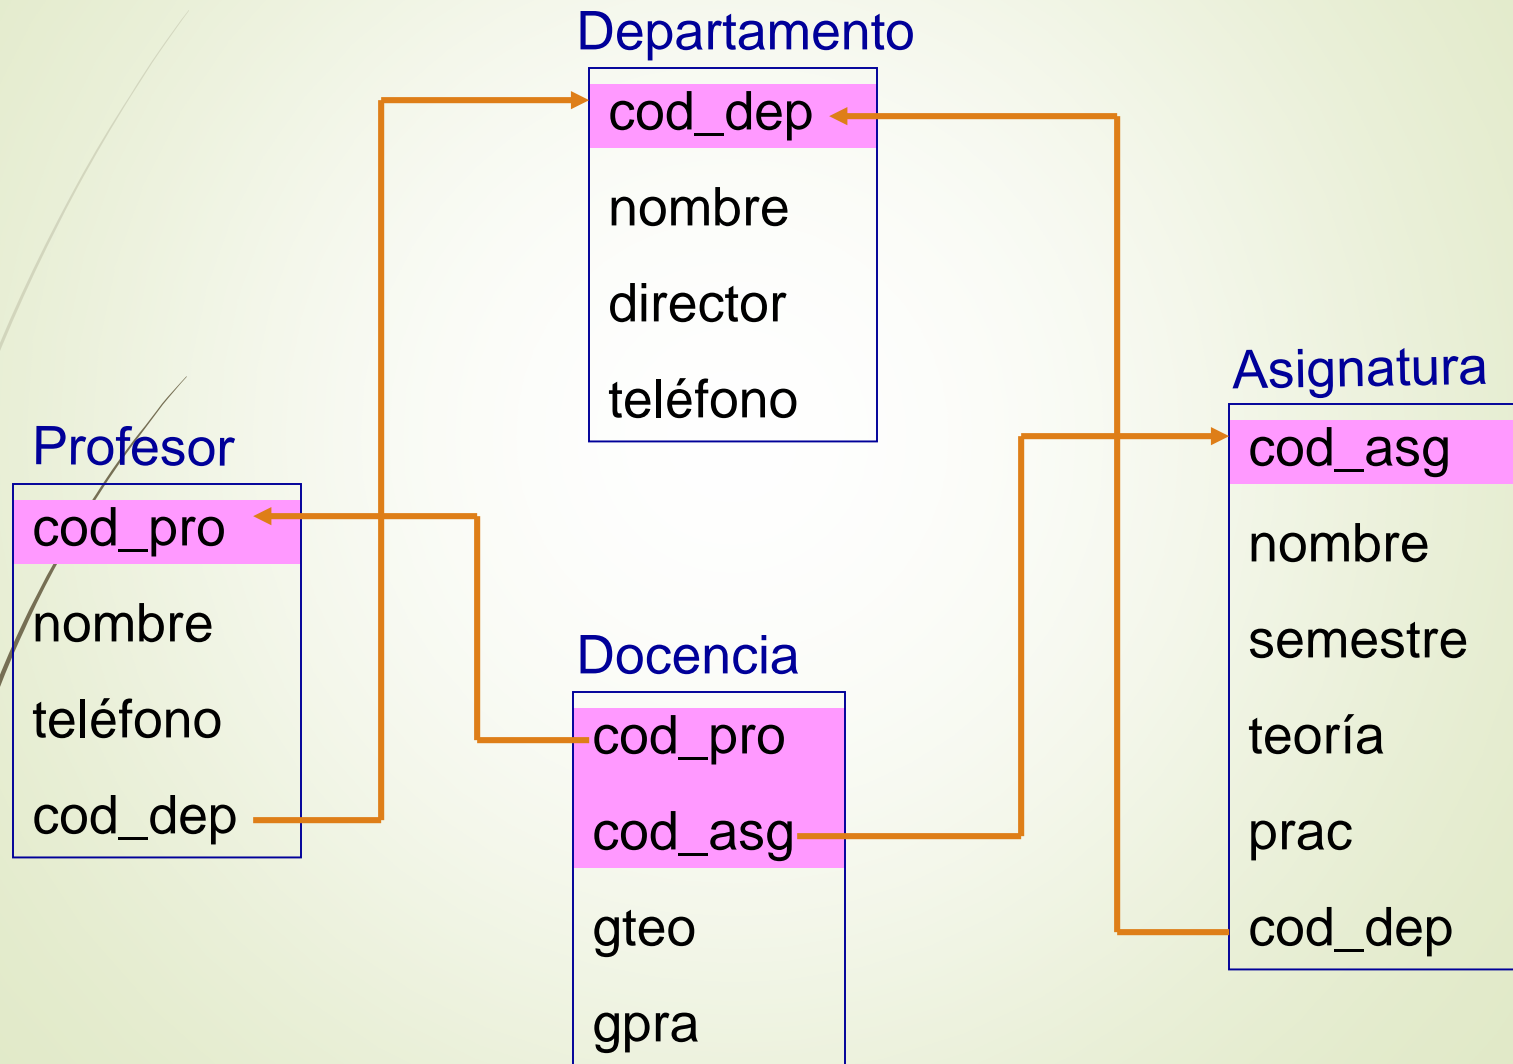 Departamento
cod_dep
nombre
director
teléfono
Profesor
cod_pro
nombre
teléfono
cod_dep
Docencia
cod_pro
cod_asg
gteo
gpra
Asignatura
cod_asg
nombre
semestre
teoría
prac
cod_dep